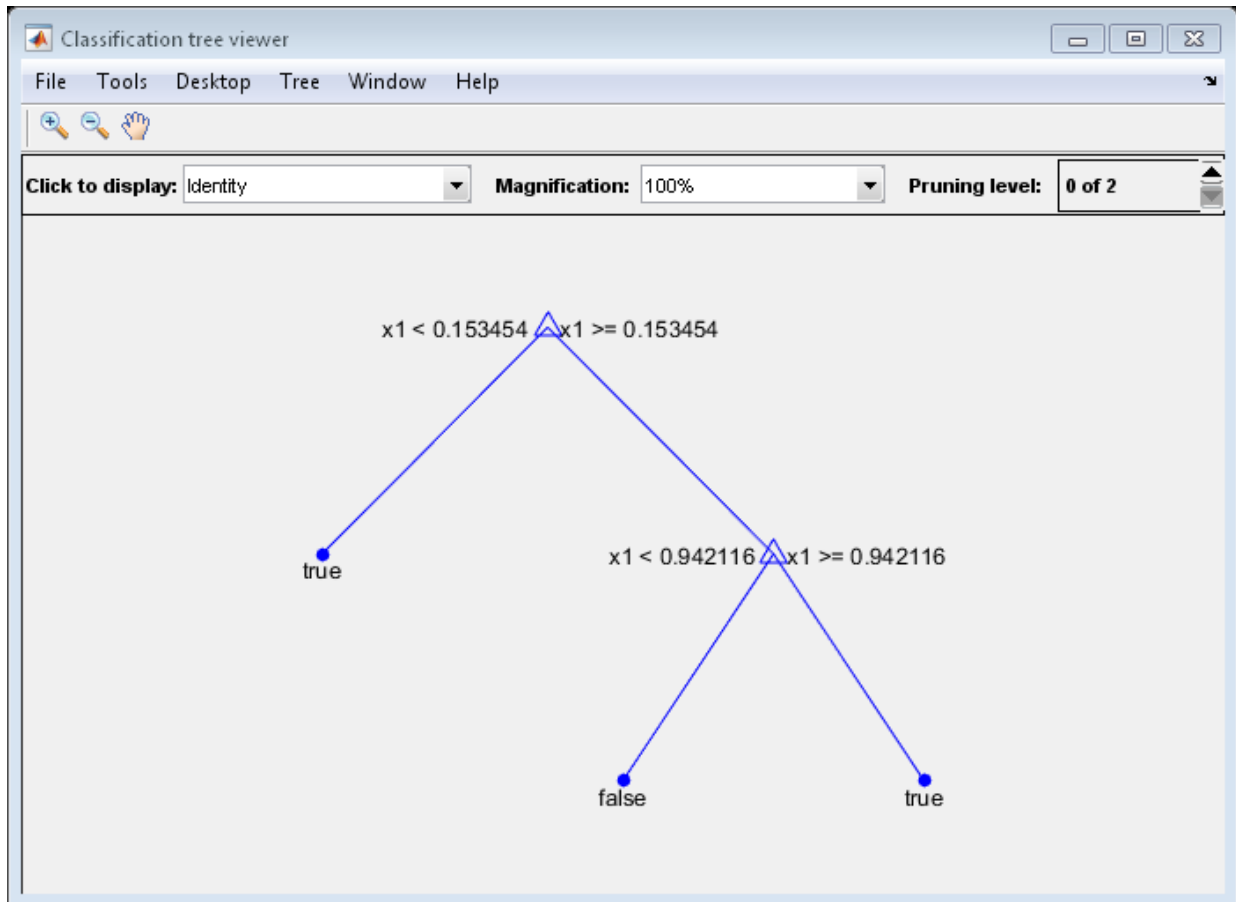 Classification tree viewer
File Tools Desktop Tree Window Help
Click to display: Identity Magnification: 100% Pruning level: 0 of 2
x1 < 0.153454 x1 >= 0.153454
true
x1 < 0.942116 x1 >= 0.942116
false true